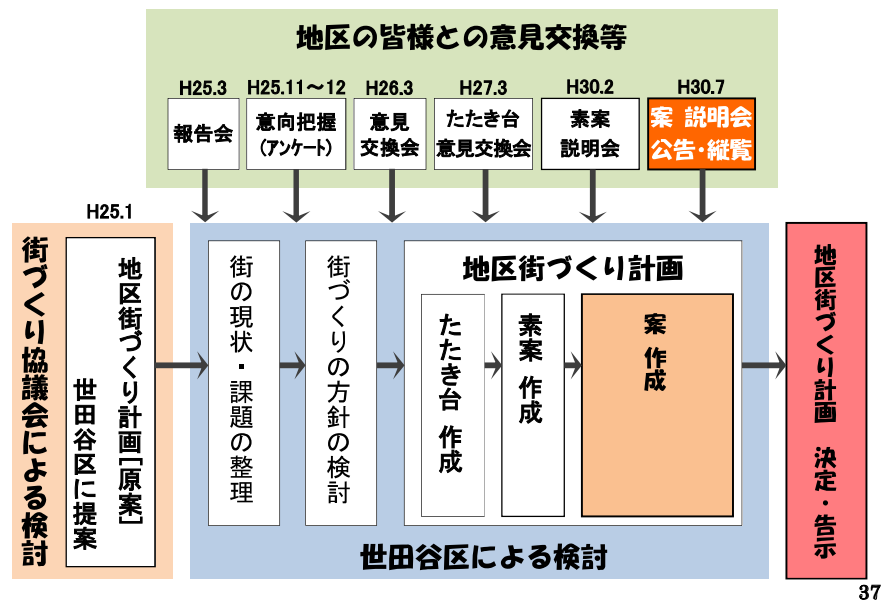 地区の皆様との意見交換等
H25.3
報告会
H25.11～12
意向把握
(アンケート)
H26.3
意見
交換会
H27.3
たたき台
意見交換会
H30.2
素案
説明会
H30.7
案 説明会
公告・縦覧
街づくり協議会による検討
H25.1
地区街づくり計画[原案]
世田谷区に提案
街の現状・課題の整理
街づくりの方針の検討
地区街づくり計画
たたき台 作成
素案 作成
案 作成
世田谷区による検討
地区街づくり計画 決定・告示
37